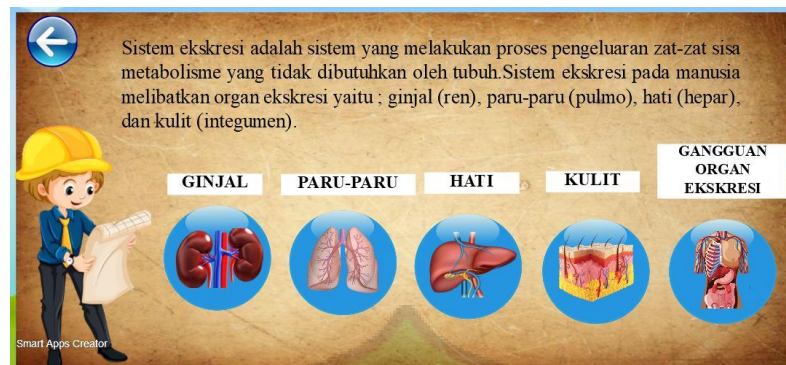 Sistem ekskresi adalah sistem yang melakukan proses pengeluaran zat-zat sisa
metabolisme yang tidak dibutuhkan oleh tubuh.Sistem ekskresi pada manusia
melibatkan organ ekskresi yaitu ; ginjal (ren), paru-paru (pulmo), hati (hepar),
dan kulit (integumen).
GINJAL
PARU-PARU
HATI
KULIT
GANGGUAN
ORGAN
EKSKRESI
Smart Apps Creator